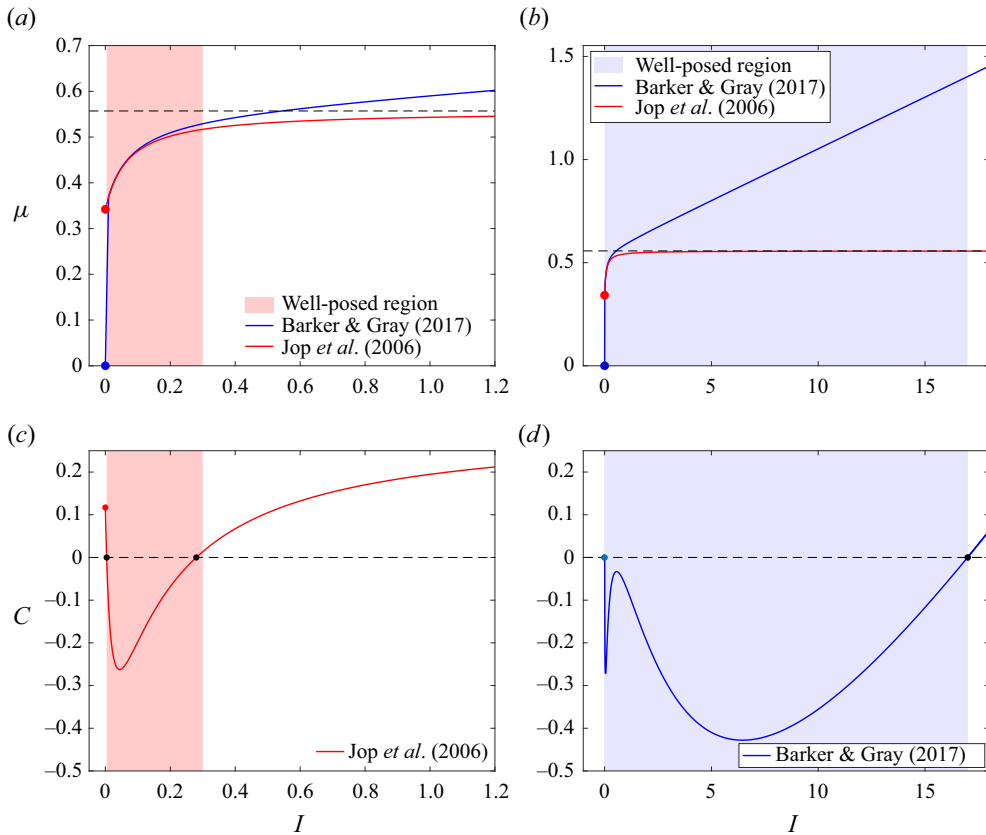 (a)
0.7
0.6
0.5
0.4
μ
0.3
0.2
0.1
0
0 0.2 0.4 0.6 0.8 1.0 1.2
Well-posed region
Barker & Gray (2017)
Jop et al. (2006)
(b)
1.5
1.0
0.5
0
0 5 10 15
Well-posed region
Barker & Gray (2017)
Jop et al. (2006)
(c)
0.2
0.1
0
–0.1
C
–0.2
–0.3
–0.4
–0.5
0 0.2 0.4 0.6 0.8 1.0 1.2
I
Jop et al. (2006)
(d)
0.2
0.1
0
–0.1
–0.2
–0.3
–0.4
–0.5
0 5 10 15
I
Barker & Gray (2017)